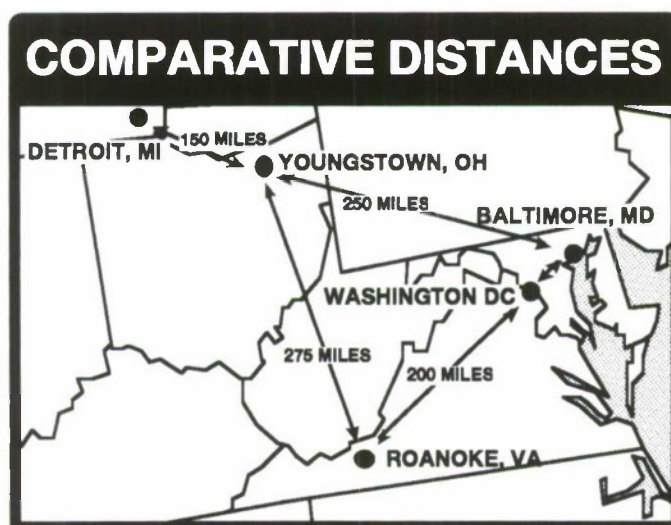 COMPARATIVE DISTANCES
150 MILES
DETROIT, MI
YOUNGSTOWN, OH
250 MILES
BALTIMORE, MD
WASHINGTON DC
275 MILES
200 MILES
ROANOKE, VA